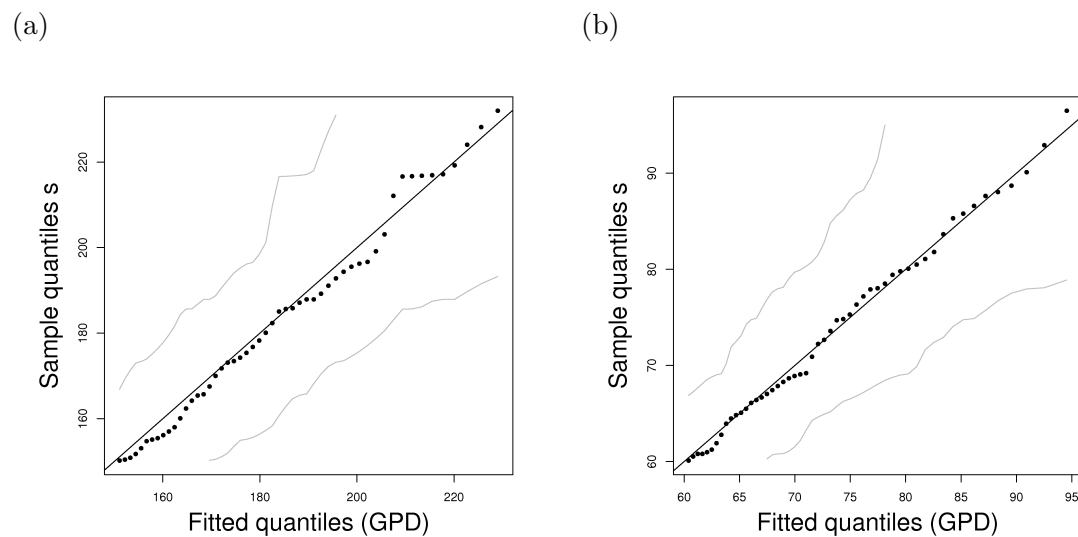 (a)
(b)
Sample quantiles s
220
200
180
160
160 180 200 220
Fitted quantiles (GPD)
Sample quantiles s
90
80
70
60
60 65 70 75 80 85 90 95
Fitted quantiles (GPD)